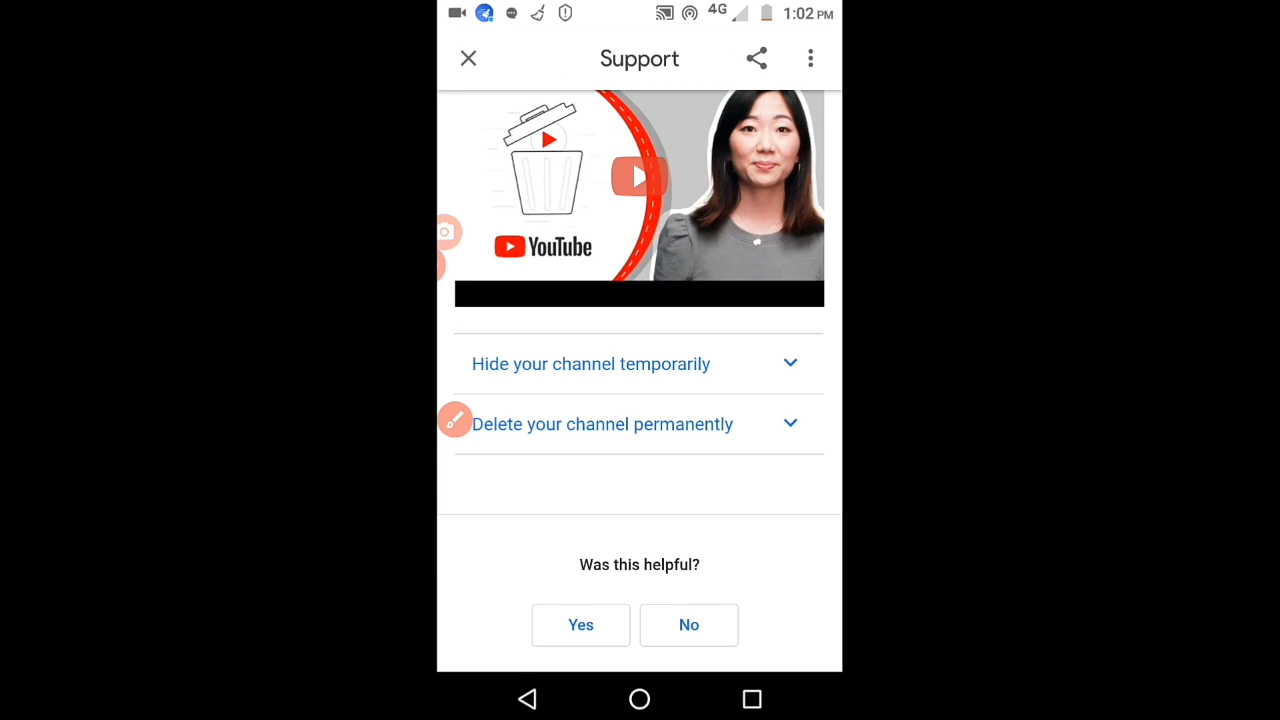 4G 1:02 PM
Support
YouTube
Hide your channel temporarily
Delete your channel permanently
Was this helpful?
Yes No